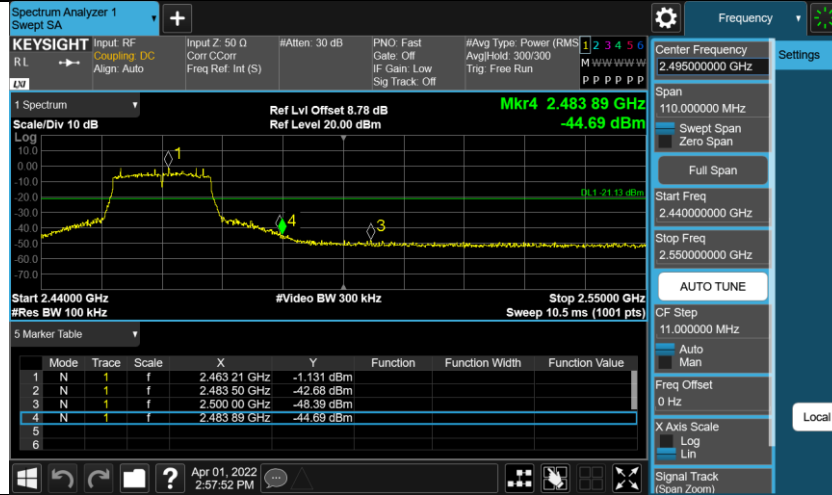 Spectrum Analyzer 1
Swept SA
+
Frequency
KEYSIGHT
Input: RF
Coupling: DC
Align: Auto
Input Z: 50 Ω
Corr CCorr
Freq Ref: Int (S)
#Atten: 30 dB
PNO: Fast
Gate: Off
IF Gain: Low
Sig Track: Off
#Avg Type: Power (RMS
Avg|Hold: 300/300
Trig: Free Run
1 2 3 4 5 6
M W W W W W
P P P P P P
R L
LXI
1 Spectrum
Scale/Div 10 dB
Ref Lvl Offset 8.78 dB
Ref Level 20.00 dBm
Mkr4 2.483 89 GHz
-44.69 dBm
Log
10.0
0.00
-10.0
-20.0
-30.0
-40.0
-50.0
-60.0
-70.0
1
4
3
DL1 -21.13 dBm
Start 2.44000 GHz
#Res BW 100 kHz
#Video BW 300 kHz
Stop 2.55000 GHz
Sweep 10.5 ms (1001 pts)
5 Marker Table
Mode Trace Scale X Y Function Function Width Function Value
1 N 1 f 2.463 21 GHz -1.131 dBm
2 N 1 f 2.483 50 GHz -42.68 dBm
3 N 1 f 2.500 00 GHz -48.39 dBm
4 N 1 f 2.483 89 GHz -44.69 dBm
5
6
?
Apr 01, 2022
2:57:52 PM
Center Frequency
2.495000000 GHz
Settings
Span
110.000000 MHz
Swept Span
Zero Span
Full Span
Start Freq
2.440000000 GHz
Stop Freq
2.550000000 GHz
AUTO TUNE
CF Step
11.000000 MHz
Auto
Man
Freq Offset
0 Hz
Local
X Axis Scale
Log
Lin
Signal Track
(Span Zoom)